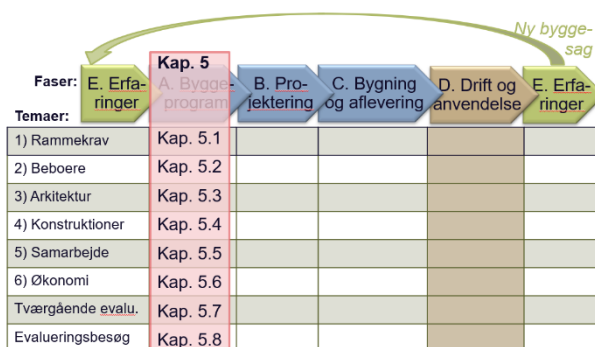 Ny bygge-
sag
Kap. 5
Faser:
E. Erfa-
ringer
A. Bygge-
program
B. Pro-
jektering
C. Bygning
og aflevering
D. Drift og
anvendelse
E. Erfa-
ringer
Temaer:
1) Rammekrav Kap. 5.1
2) Beboere Kap. 5.2
3) Arkitektur Kap. 5.3
4) Konstruktioner Kap. 5.4
5) Samarbejde Kap. 5.5
6) Økonomi Kap. 5.6
Tværgående evalu. Kap. 5.7
Evalueringsbesøg Kap. 5.8